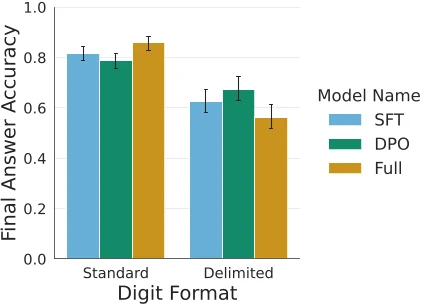 1.0
0.8
0.6
0.4
0.2
0.0
Final Answer Accuracy
Standard
Delimited
Digit Format
Model Name
SFT
DPO
Full